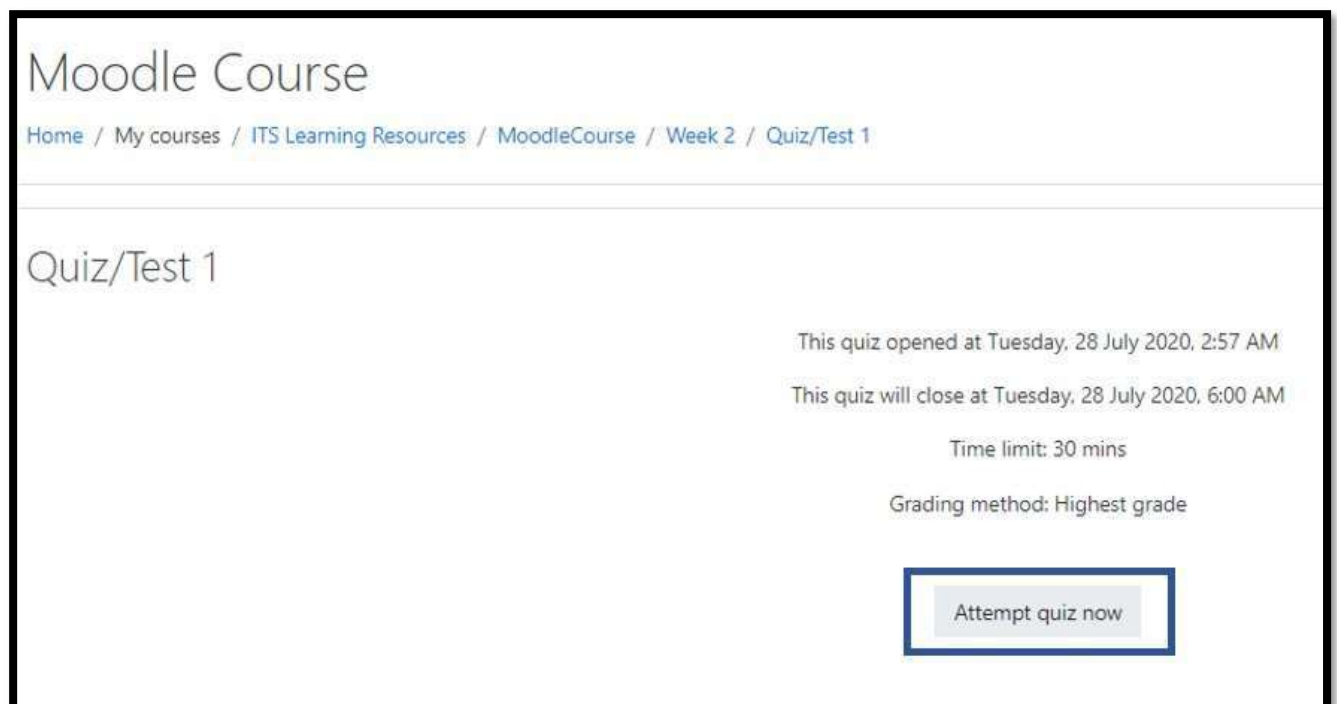 Moodle Course
Home / My courses / ITS Learning Resources / MoodleCourse / Week 2 / Quiz/Test 1
Quiz/Test 1
This quiz opened at Tuesday, 28 July 2020, 2:57 AM
This quiz will close at Tuesday, 28 July 2020, 6:00 AM
Time limit: 30 mins
Grading method: Highest grade
Attempt quiz now